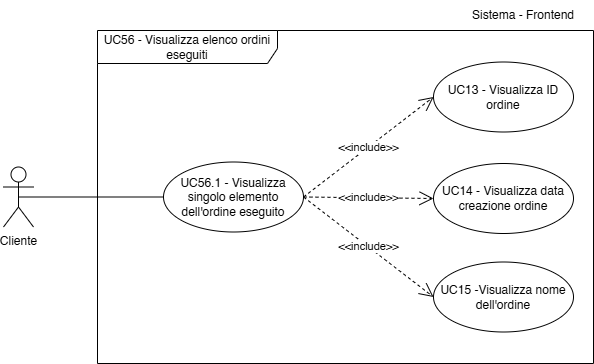 Sistema - Frontend
UC56 - Visualizza elenco ordini
eseguiti
UC13 - Visualizza ID
ordine
<<include>>
UC56.1 - Visualizza
singolo elemento
dell'ordine eseguito
<<include>>
UC14 - Visualizza data
creazione ordine
Cliente
<<include>>
UC15 -Visualizza nome
dell'ordine